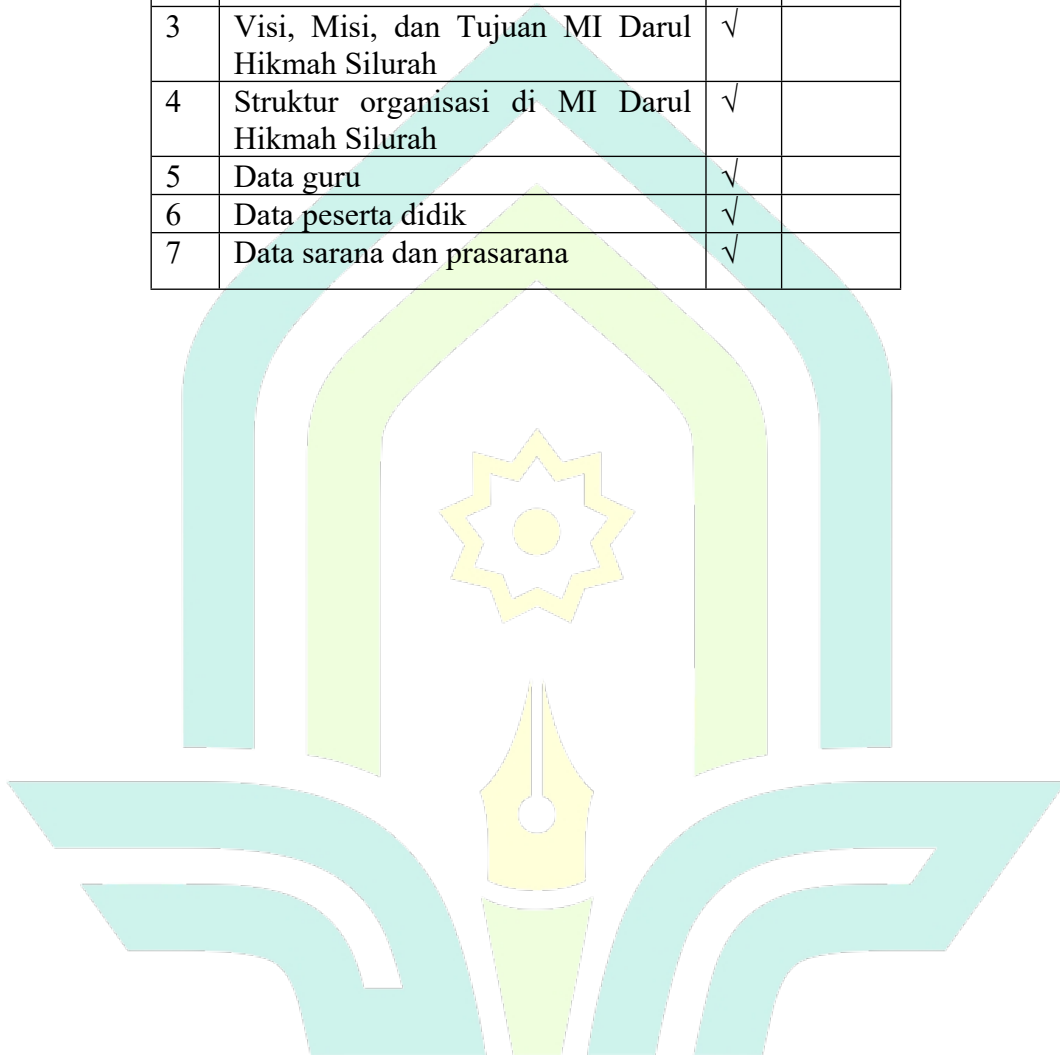 3 Visi, Misi, dan Tujuan MI Darul √
Hikmah Silurah
4 Struktur organisasi di MI Darul √
Hikmah Silurah
5 Data guru √
6 Data peserta didik √
7 Data sarana dan prasarana √